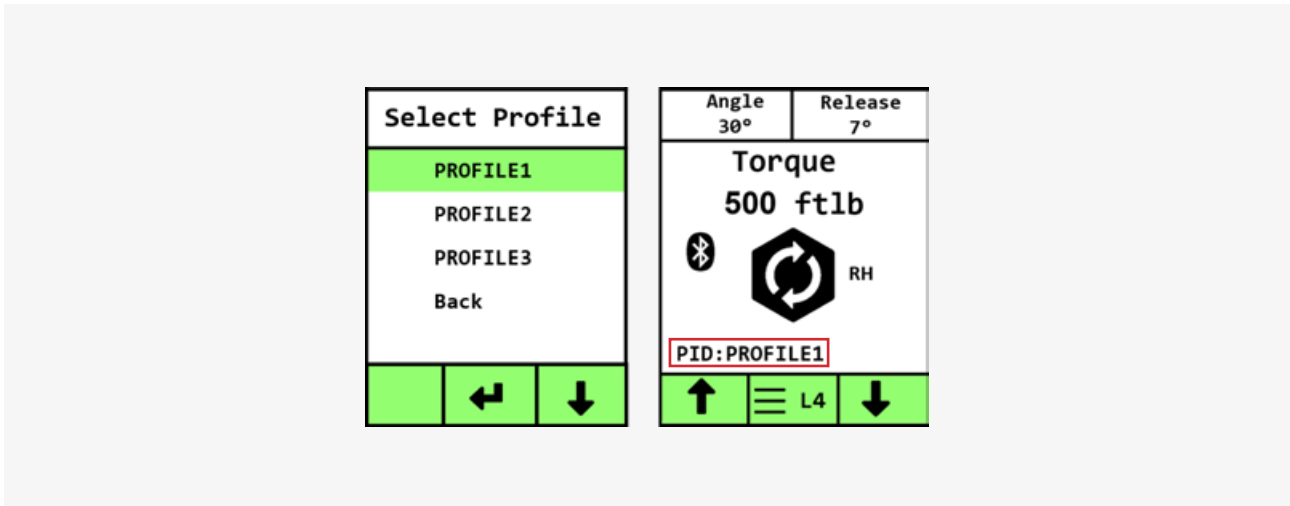 Select Profile
PROFILE1
PROFILE2
PROFILE3
Back
Angle
30°
Release
7°
Torque
500 ftlb
RH
PID:PROFILE1
L4